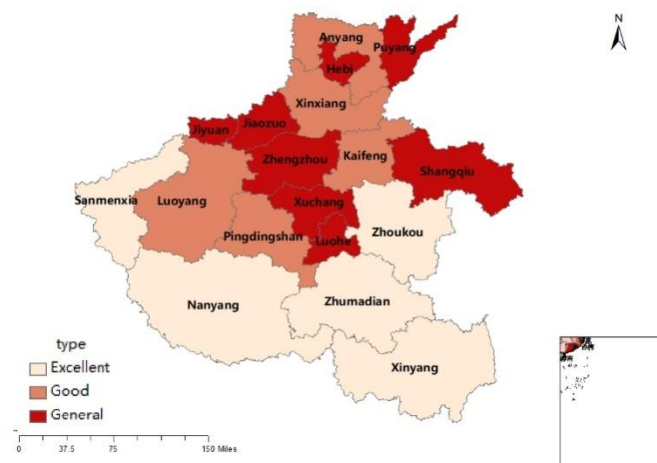 N
Anyang
Puyang
Hebi
Xinxiang
Jiyuan
Jiaozuo
Zhengzhou
Kaifeng
Shangqiu
Sanmenxia
Luoyang
Xuchang
Pingdingshan
Luohe
Zhoukou
Nanyang
Zhumadian
Xinyang
type
Excellent
Good
General
0 37.5 75 150 Miles